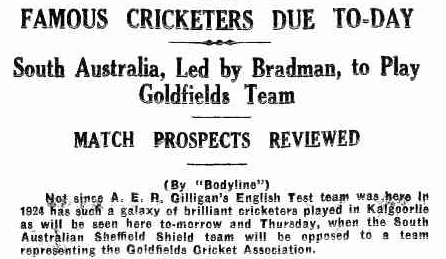 FAMOUS CRICKETERS DUE TO-DAY
South Australia, Led by Bradman, to Play
Goldfields Team
MATCH PROSPECTS REVIEWED
(By "Bodyline")
Not since A. E. R. Gilligan's English Test team was here in
1924 has such a galaxy of brilliant cricketers played in Kalgoorlie
as will be seen here to-morrow and Thursday, when the South
Australian Sheffield Shield team will be opposed to a team
representing the Goldfields Cricket Association.